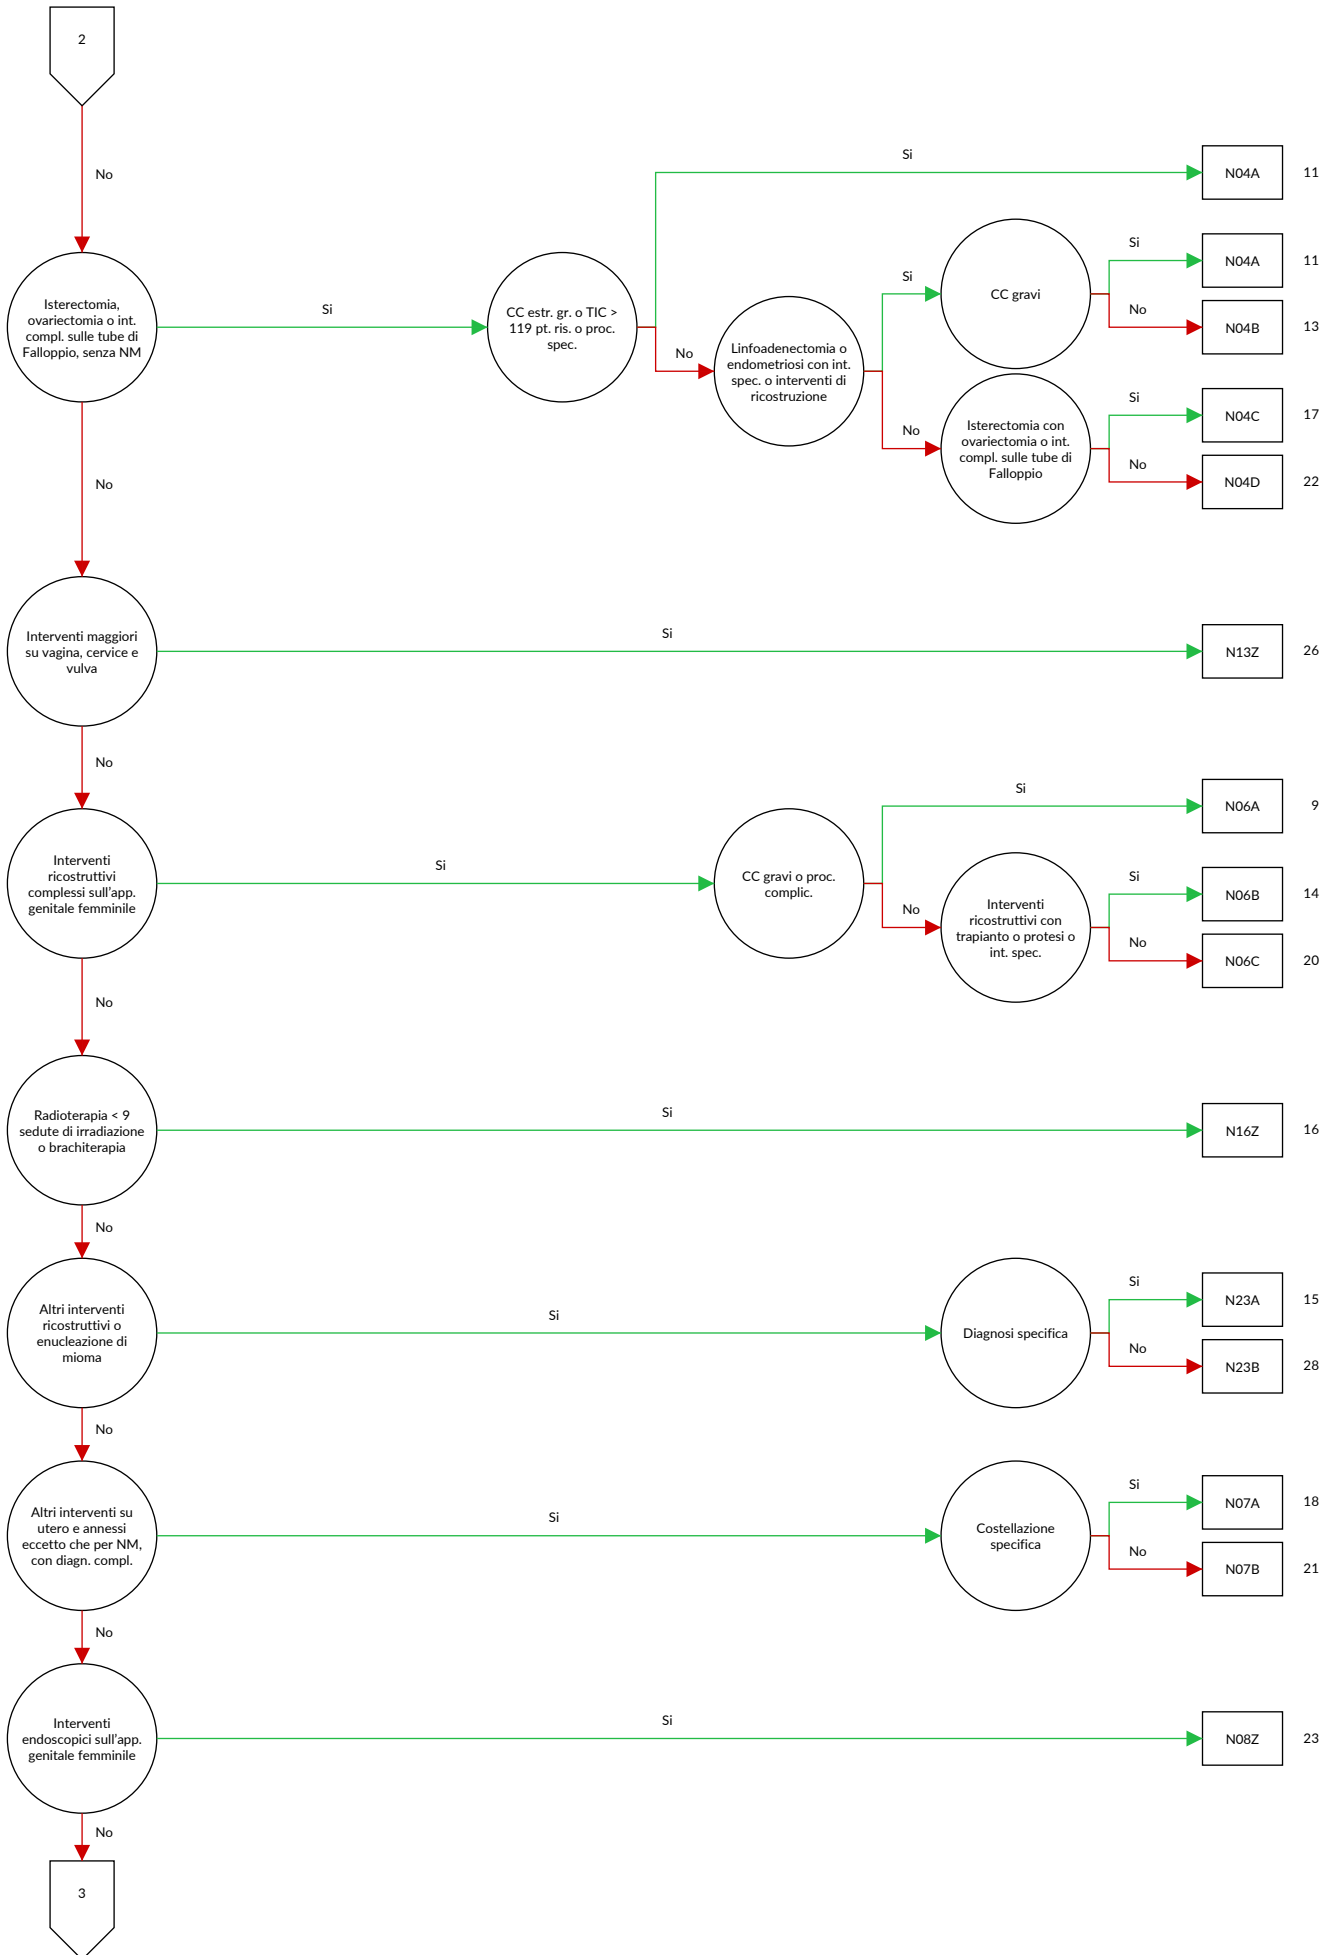 2
No
Isterectomia,
ovariectomia o int.
compl. sulle tube di
Falloppio, senza NM
Si
CC estr. gr. o TIC >
119 pt. ris. o proc.
spec.
Si
N04A 11
No
Linfoadenectomia o
endometriosi con int.
spec. o interventi di
ricostruzione
Si
CC gravi
Si
N04A 11
No
N04B 13
No
Isterectomia con
ovariectomia o int.
compl. sulle tube di
Falloppio
Si
N04C 17
No
N04D 22
No
Interventi maggiori
su vagina, cervice e
vulva
Si
N13Z 26
No
Interventi
ricostruttivi
complessi sull'app.
genitale femminile
Si
CC gravi o proc.
complic.
Si
N06A 9
No
Interventi
ricostruttivi con
trapianto o protesi o
int. spec.
Si
N06B 14
No
N06C 20
No
Radioterapia < 9
sedute di irradiazione
o brachiterapia
Si
N16Z 16
No
Altri interventi
ricostruttivi o
enucleazione di
mioma
Si
Diagnosi specifica
Si
N23A 15
No
N23B 28
No
Altri interventi su
utero e annessi
eccetto che per NM,
con diagn. compl.
Si
Costellazione
specifica
Si
N07A 18
No
N07B 21
No
Interventi
endoscopici sull'app.
genitale femminile
Si
N08Z 23
No
3